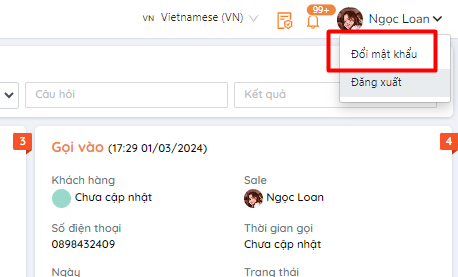 VN Vietnamese (VN) 99+ Ngọc Loan
Đổi mật khẩu
Đăng xuất
Câu hỏi Kết quả
3 Gọi vào (17:29 01/03/2024) 4
Khách hàng Sale
Chưa cập nhật Ngọc Loan
Số điện thoại Thời gian gọi
0898432409 Chưa cập nhật
Ngày Trạng thái